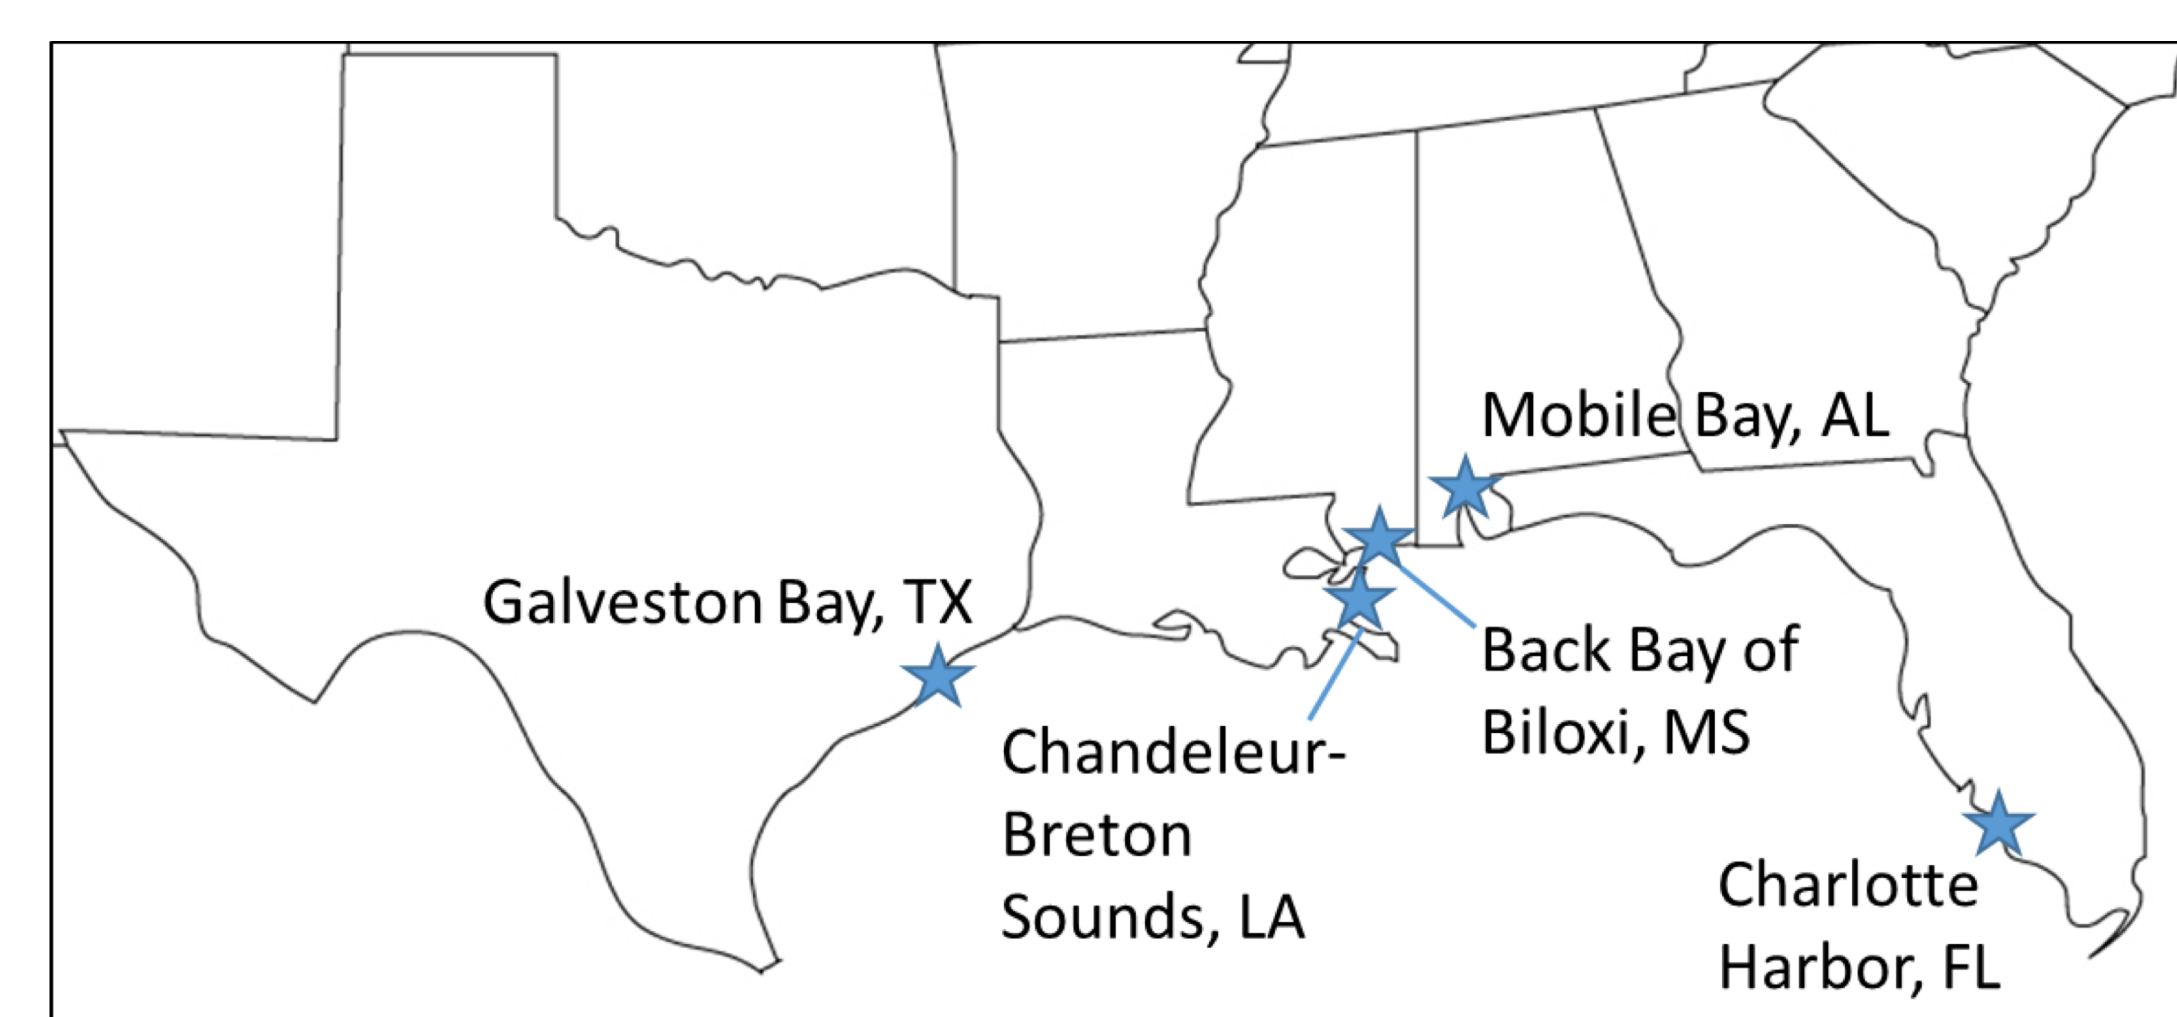 Mobile Bay, AL
Galveston Bay, TX
Back Bay of
Biloxi, MS
Chandeleur-
Breton
Sounds, LA
Charlotte
Harbor, FL